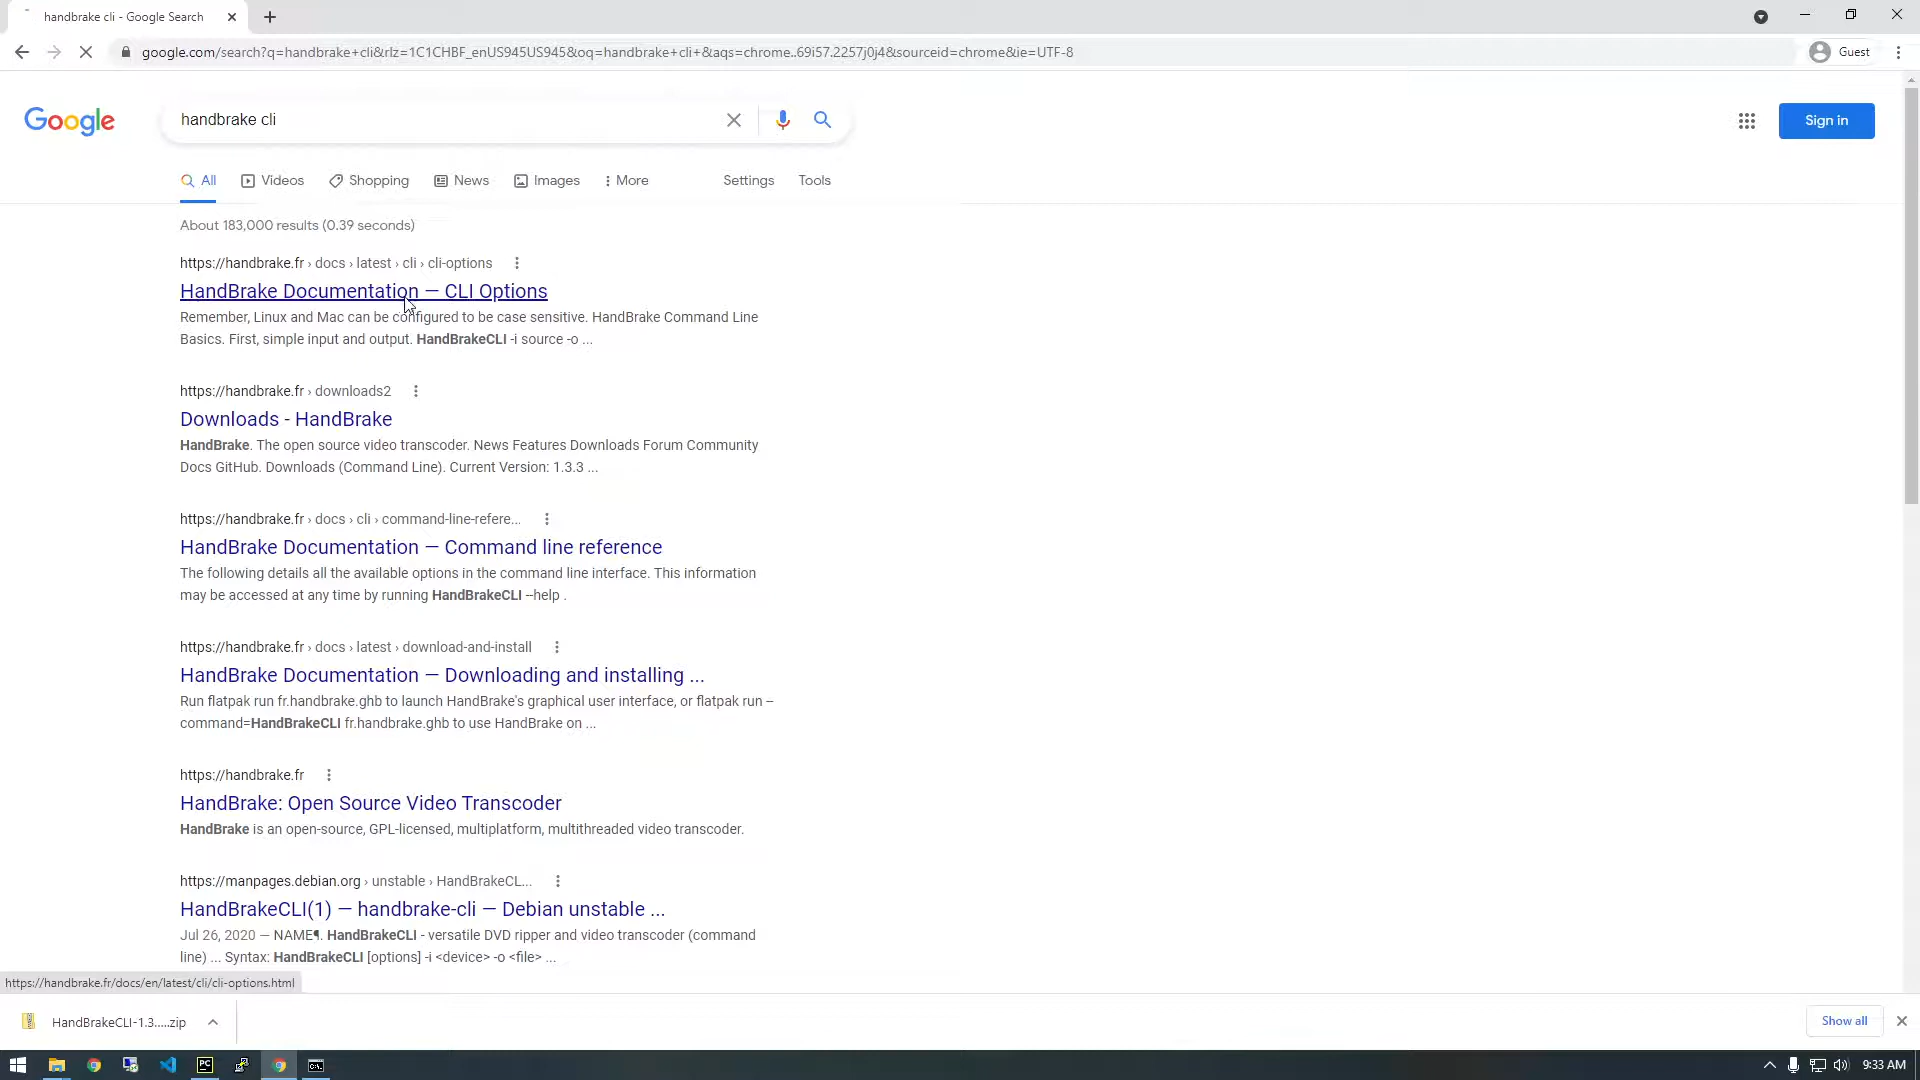 handbrake cli - Google Search
google.com/search?q=handbrake+cli&rlz=1C1CHBF_enUS945US945&oq=handbrake+cli+&aqs=chrome..69i57.2257j0j4&sourceid=chrome&ie=UTF-8
Guest
Google
handbrake cli
Sign in
All
Videos
Shopping
News
Images
More
Settings
Tools
About 183,000 results (0.39 seconds)
https://handbrake.fr › docs › latest › cli › cli-options
HandBrake Documentation — CLI Options
Remember, Linux and Mac can be configured to be case sensitive. HandBrake Command Line
Basics. First, simple input and output. HandBrakeCLI -i source -o ...
https://handbrake.fr › downloads2
Downloads - HandBrake
HandBrake. The open source video transcoder. News Features Downloads Forum Community
Docs GitHub. Downloads (Command Line). Current Version: 1.3.3 ...
https://handbrake.fr › docs › cli › command-line-refere...
HandBrake Documentation — Command line reference
The following details all the available options in the command line interface. This information
may be accessed at any time by running HandBrakeCLI --help .
https://handbrake.fr › docs › latest › download-and-install
HandBrake Documentation — Downloading and installing ...
Run flatpak run fr.handbrake.ghb to launch HandBrake's graphical user interface, or flatpak run --
command=HandBrakeCLI fr.handbrake.ghb to use HandBrake on ...
https://handbrake.fr
HandBrake: Open Source Video Transcoder
HandBrake is an open-source, GPL-licensed, multiplatform, multithreaded video transcoder.
https://manpages.debian.org › unstable › HandBrakeCL...
HandBrakeCLI(1) — handbrake-cli — Debian unstable ...
Jul 26, 2020 — NAME¶. HandBrakeCLI - versatile DVD ripper and video transcoder (command
line) ... Syntax: HandBrakeCLI [options] -i <device> -o <file> ...
https://handbrake.fr/docs/en/latest/cli/cli-options.html
HandBrakeCLI-1.3.....zip
Show all
PC
9:33 AM